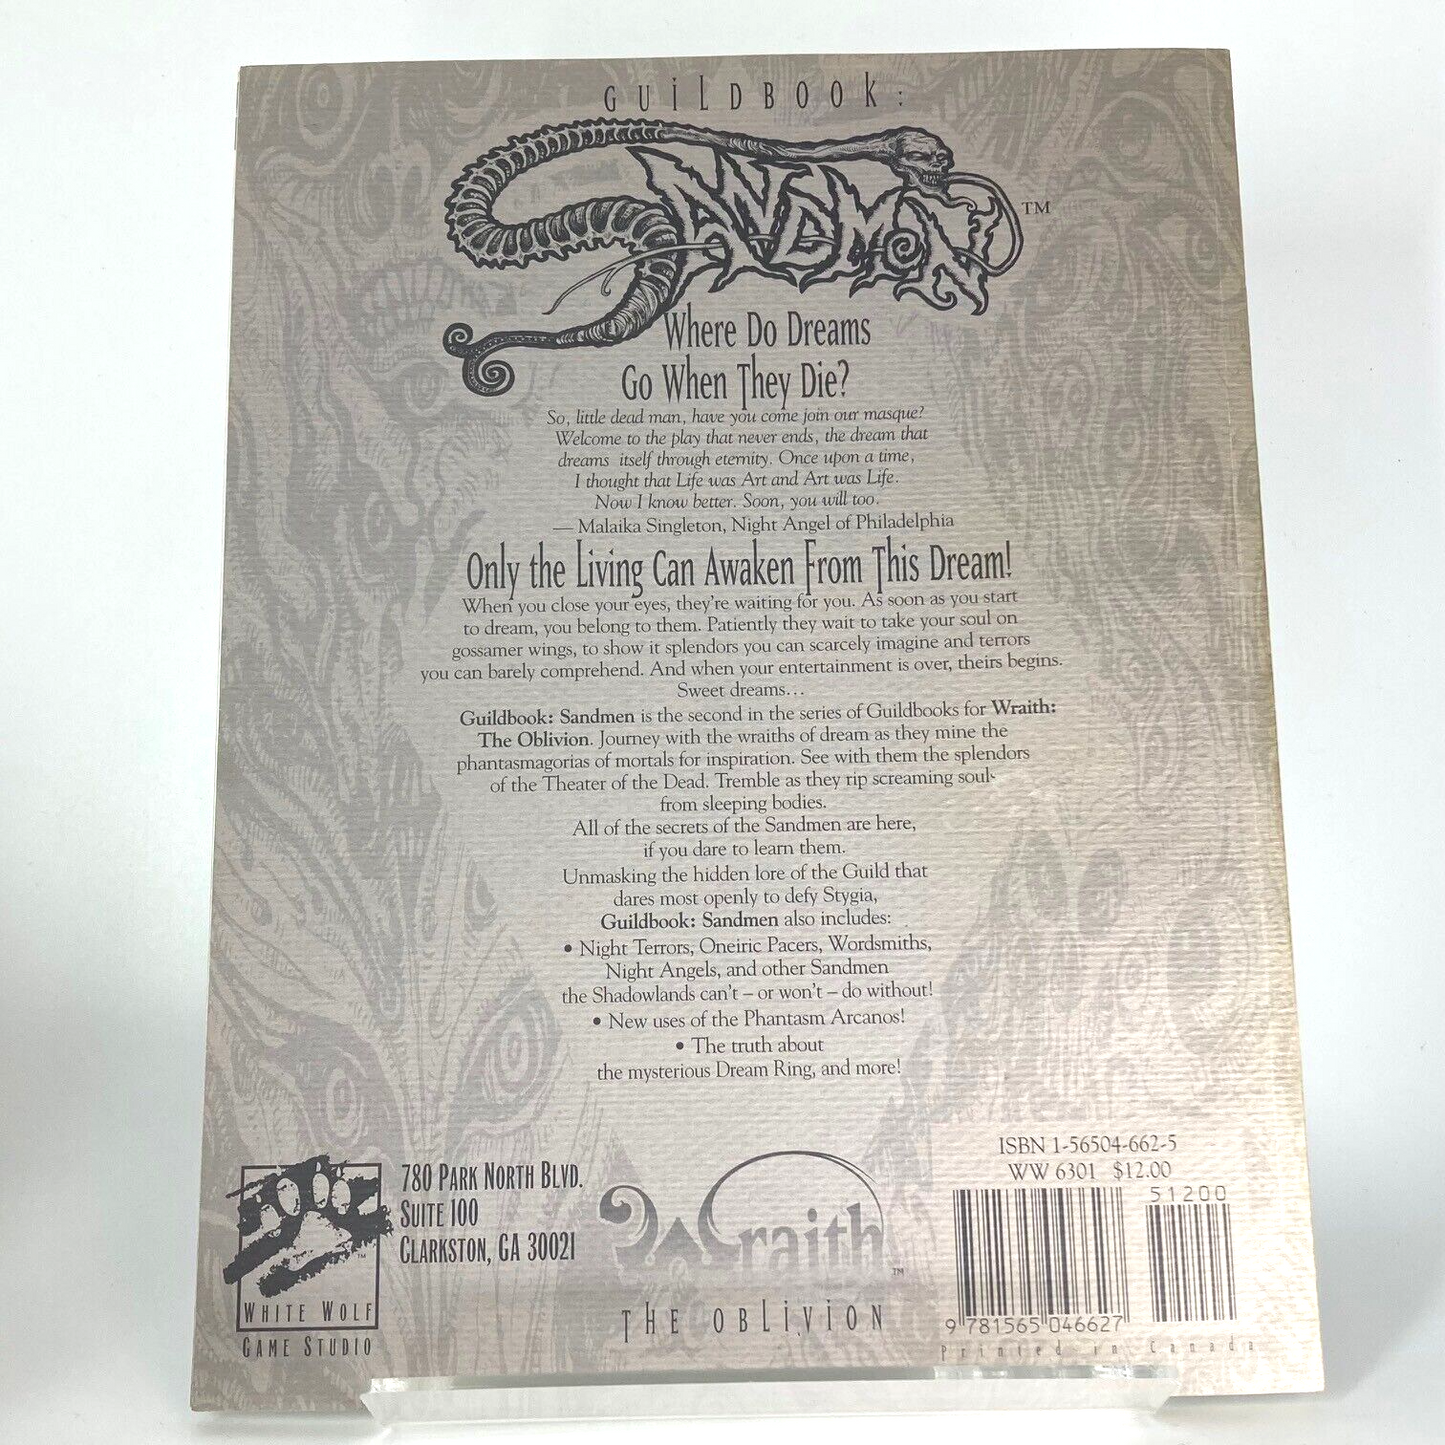 GUILDBOOK:
SANDMEN™
Where Do Dreams
Go When They Die?
So, little dead man, have you come join our masque?
Welcome to the play that never ends, the dream that
dreams itself through eternity. Once upon a time,
I thought that Life was Art and Art was Life.
Now I know better. Soon, you will too.
— Malaika Singleton, Night Angel of Philadelphia
Only the Living Can Awaken From This Dream!
When you close your eyes, they're waiting for you. As soon as you start
to dream, you belong to them. Patiently they wait to take your soul on
gossamer wings, to show it splendors you can scarcely imagine and terrors
you can barely comprehend. And when your entertainment is over, theirs begins.
Sweet dreams…
Guildbook: Sandmen is the second in the series of Guildbooks for Wraith:
The Oblivion. Journey with the wraiths of dream as they mine the
phantasmagorias of mortals for inspiration. See with them the splendors
of the Theater of the Dead. Tremble as they rip screaming souls
from sleeping bodies.
All of the secrets of the Sandmen are here,
if you dare to learn them.
Unmasking the hidden lore of the Guild that
dares most openly to defy Stygia,
Guildbook: Sandmen also includes:
• Night Terrors, Oneiric Pacers, Wordsmiths,
Night Angels, and other Sandmen
the Shadowlands can't – or won't – do without!
• New uses of the Phantasm Arcanos!
• The truth about
the mysterious Dream Ring, and more!
ISBN 1-56504-662-5
WW 6301 $12.00
51200
9 781565 046627
Printed in Canada
780 PARK NORTH BLVD.
SUITE 100
CLARKSTON, GA 30021
™
WHITE WOLF
GAME STUDIO
Wraith™
THE OBLIVION